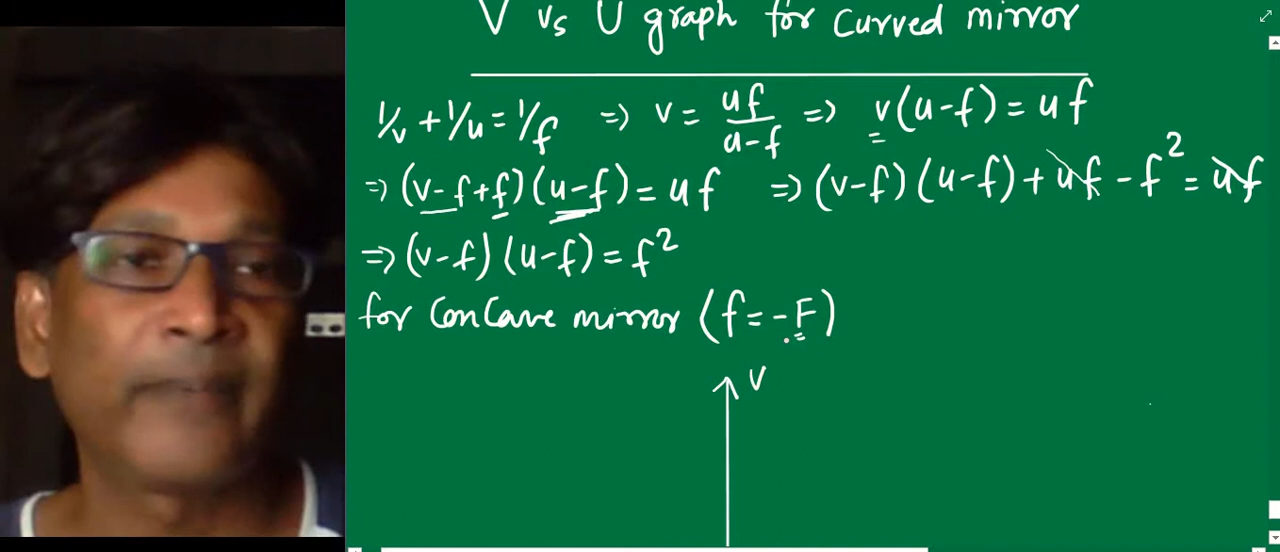 V vs U graph for curved mirror
1/v + 1/u = 1/f ⇒ v = uf/u-f ⇒ v(u-f) = uf
⇒ (v-f+f)(u-f) = uf ⇒ (v-f)(u-f) + uf - f² = uf
⇒ (v-f)(u-f) = f²
for Concave mirror (f = -F)
V